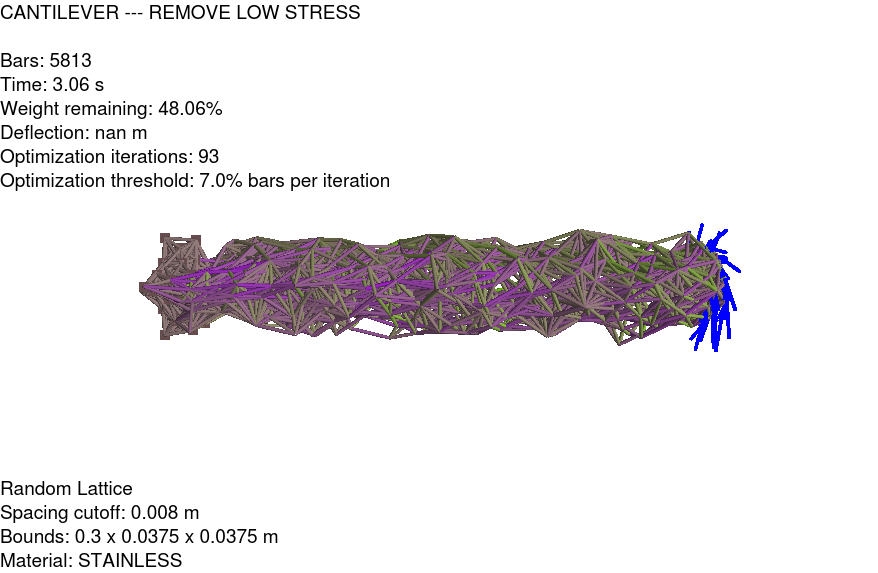 CANTILEVER --- REMOVE LOW STRESS
Bars: 5813
Time: 3.06 s
Weight remaining: 48.06%
Deflection: nan m
Optimization iterations: 93
Optimization threshold: 7.0% bars per iteration
Random Lattice
Spacing cutoff: 0.008 m
Bounds: 0.3 x 0.0375 x 0.0375 m
Material: STAINLESS